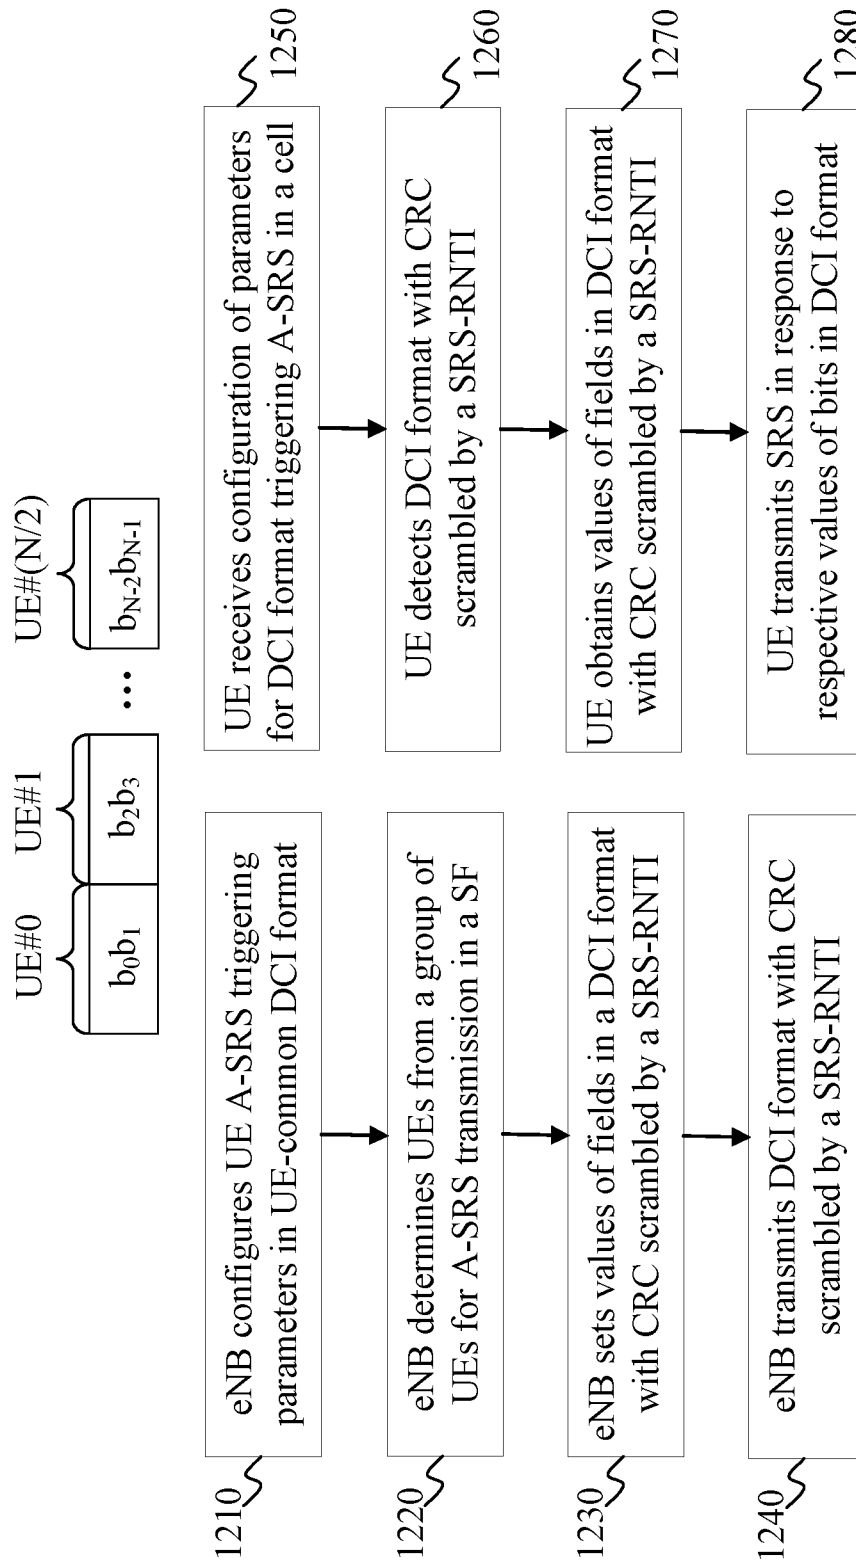 UE#0 UE#1 UE#(N/2)
b0b1 b2b3 ... bN-2bN-1
1210
eNB configures UE A-SRS triggering
parameters in UE-common DCI format
1220
eNB determines UEs from a group of
UEs for A-SRS transmission in a SF
1230
eNB sets values of fields in a DCI format
with CRC scrambled by a SRS-RNTI
1240
eNB transmits DCI format with CRC
scrambled by a SRS-RNTI
UE receives configuration of parameters
for DCI format triggering A-SRS in a cell
1250
UE detects DCI format with CRC
scrambled by a SRS-RNTI
1260
UE obtains values of fields in DCI format
with CRC scrambled by a SRS-RNTI
1270
UE transmits SRS in response to
respective values of bits in DCI format
1280